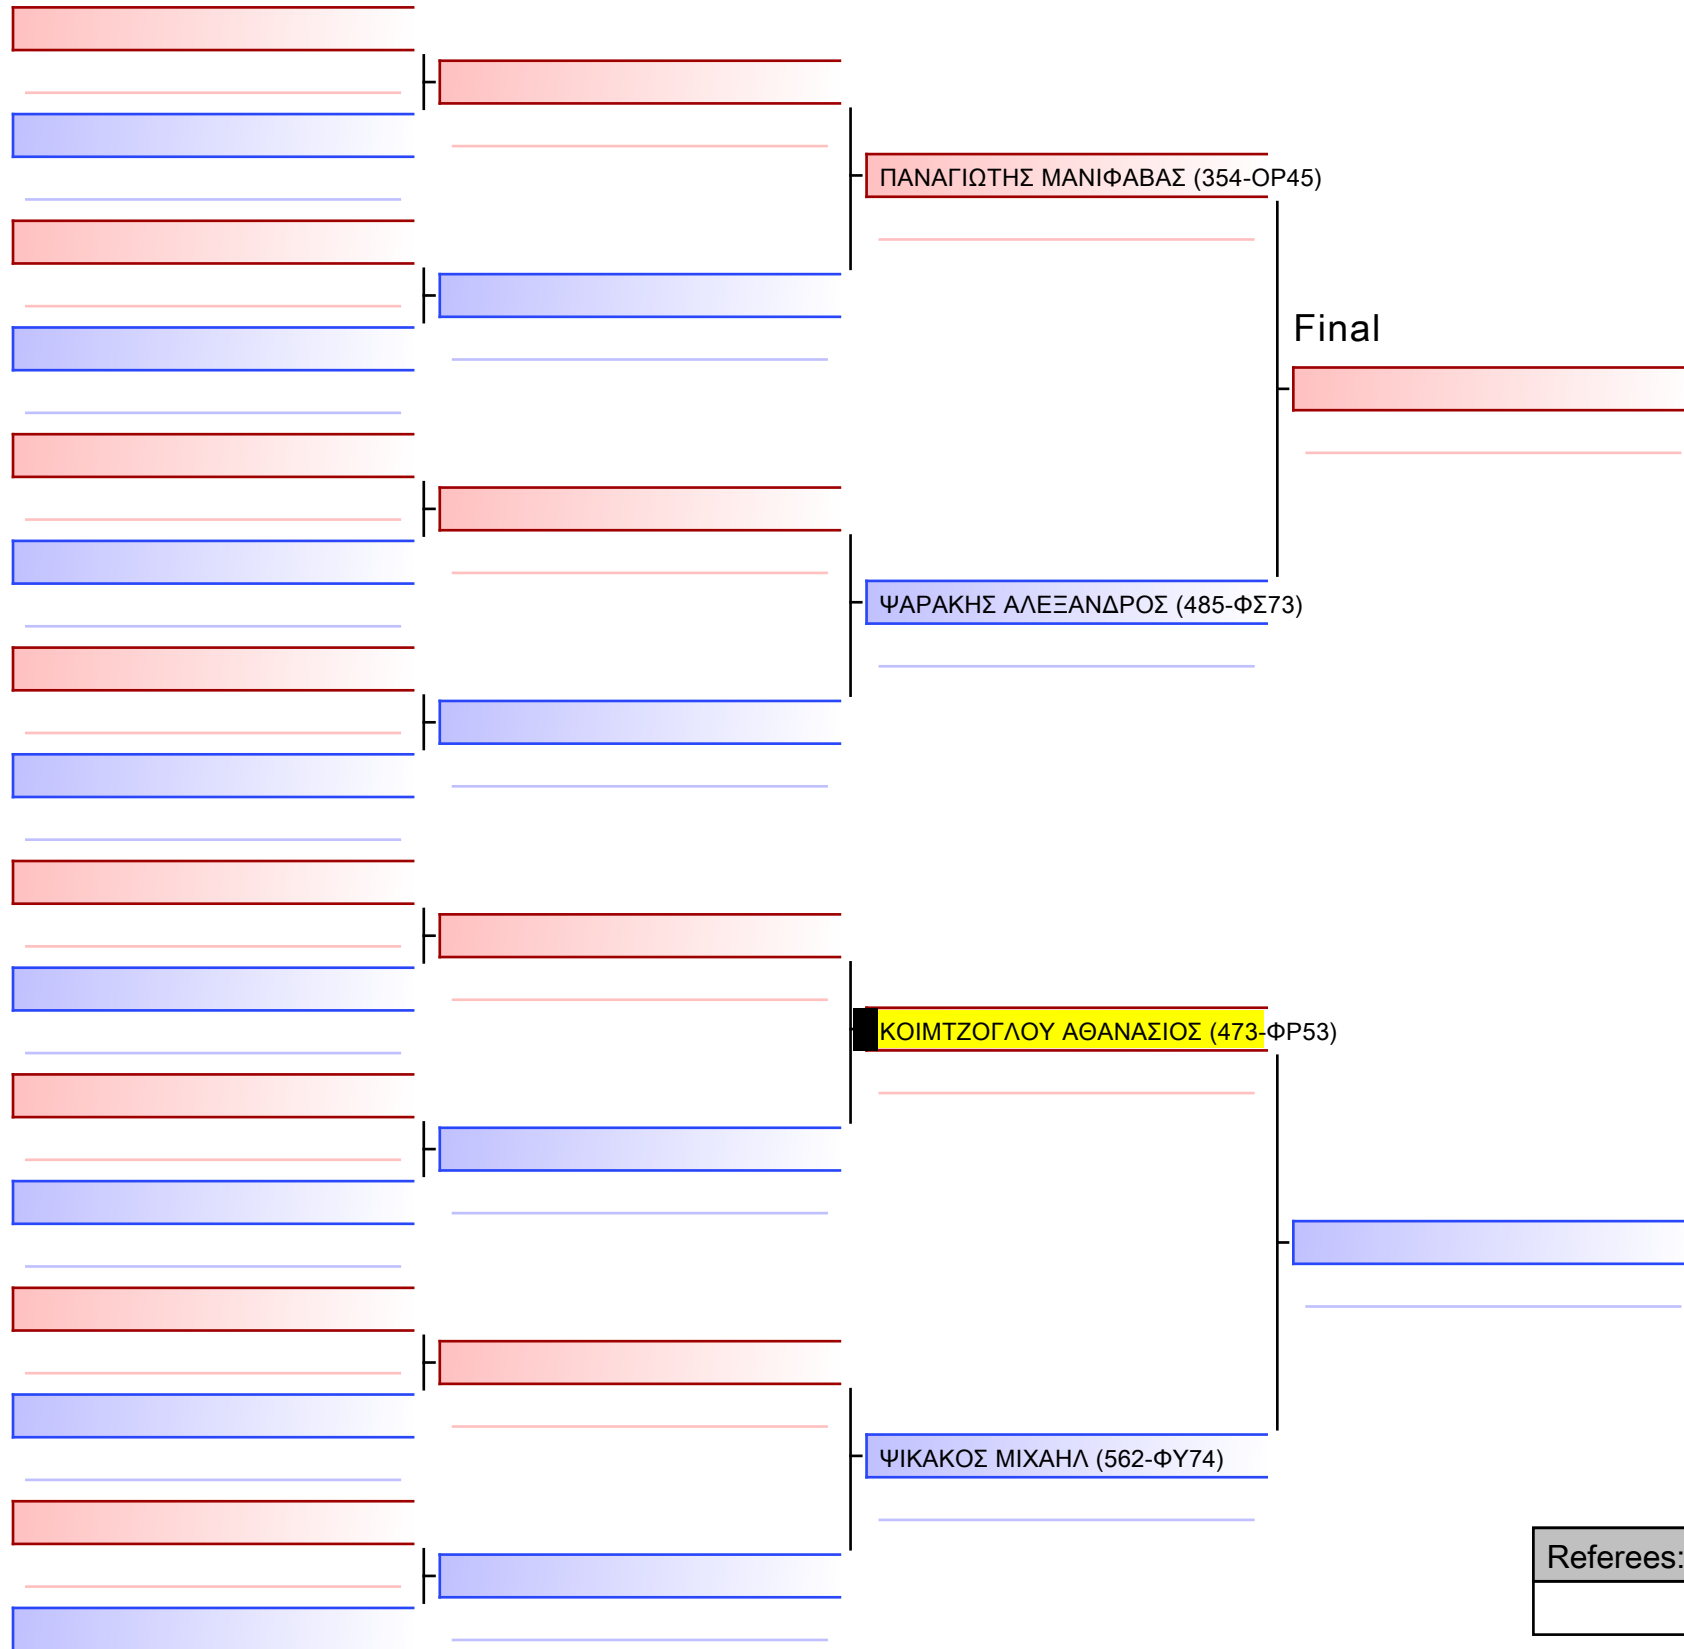 ΠΑΝΑΓΙΩΤΗΣ ΜΑΝΙΦΑΒΑΣ (354-ΟΡ45)
Final
ΨΑΡΑΚΗΣ ΑΛΕΞΑΝΔΡΟΣ (485-ΦΣ73)
ΚΟΙΜΤΖΟΓΛΟΥ ΑΘΑΝΑΣΙΟΣ (473-ΦΡ53)
ΨΙΚΑΚΟΣ ΜΙΧΑΗΛ (562-ΦΥ74)
Referees: